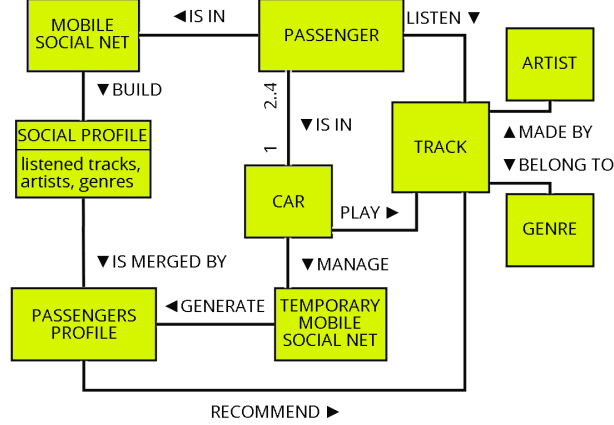 MOBILE
SOCIAL NET
◀IS IN
PASSENGER
LISTEN ▼
ARTIST
▼BUILD
2..4
SOCIAL PROFILE
listened tracks,
artists, genres
▼IS IN
1
TRACK
▲MADE BY
▼BELONG TO
CAR
PLAY ▶
GENRE
▼IS MERGED BY
▼MANAGE
PASSENGERS
PROFILE
◀GENERATE
TEMPORARY
MOBILE
SOCIAL NET
RECOMMEND ▶